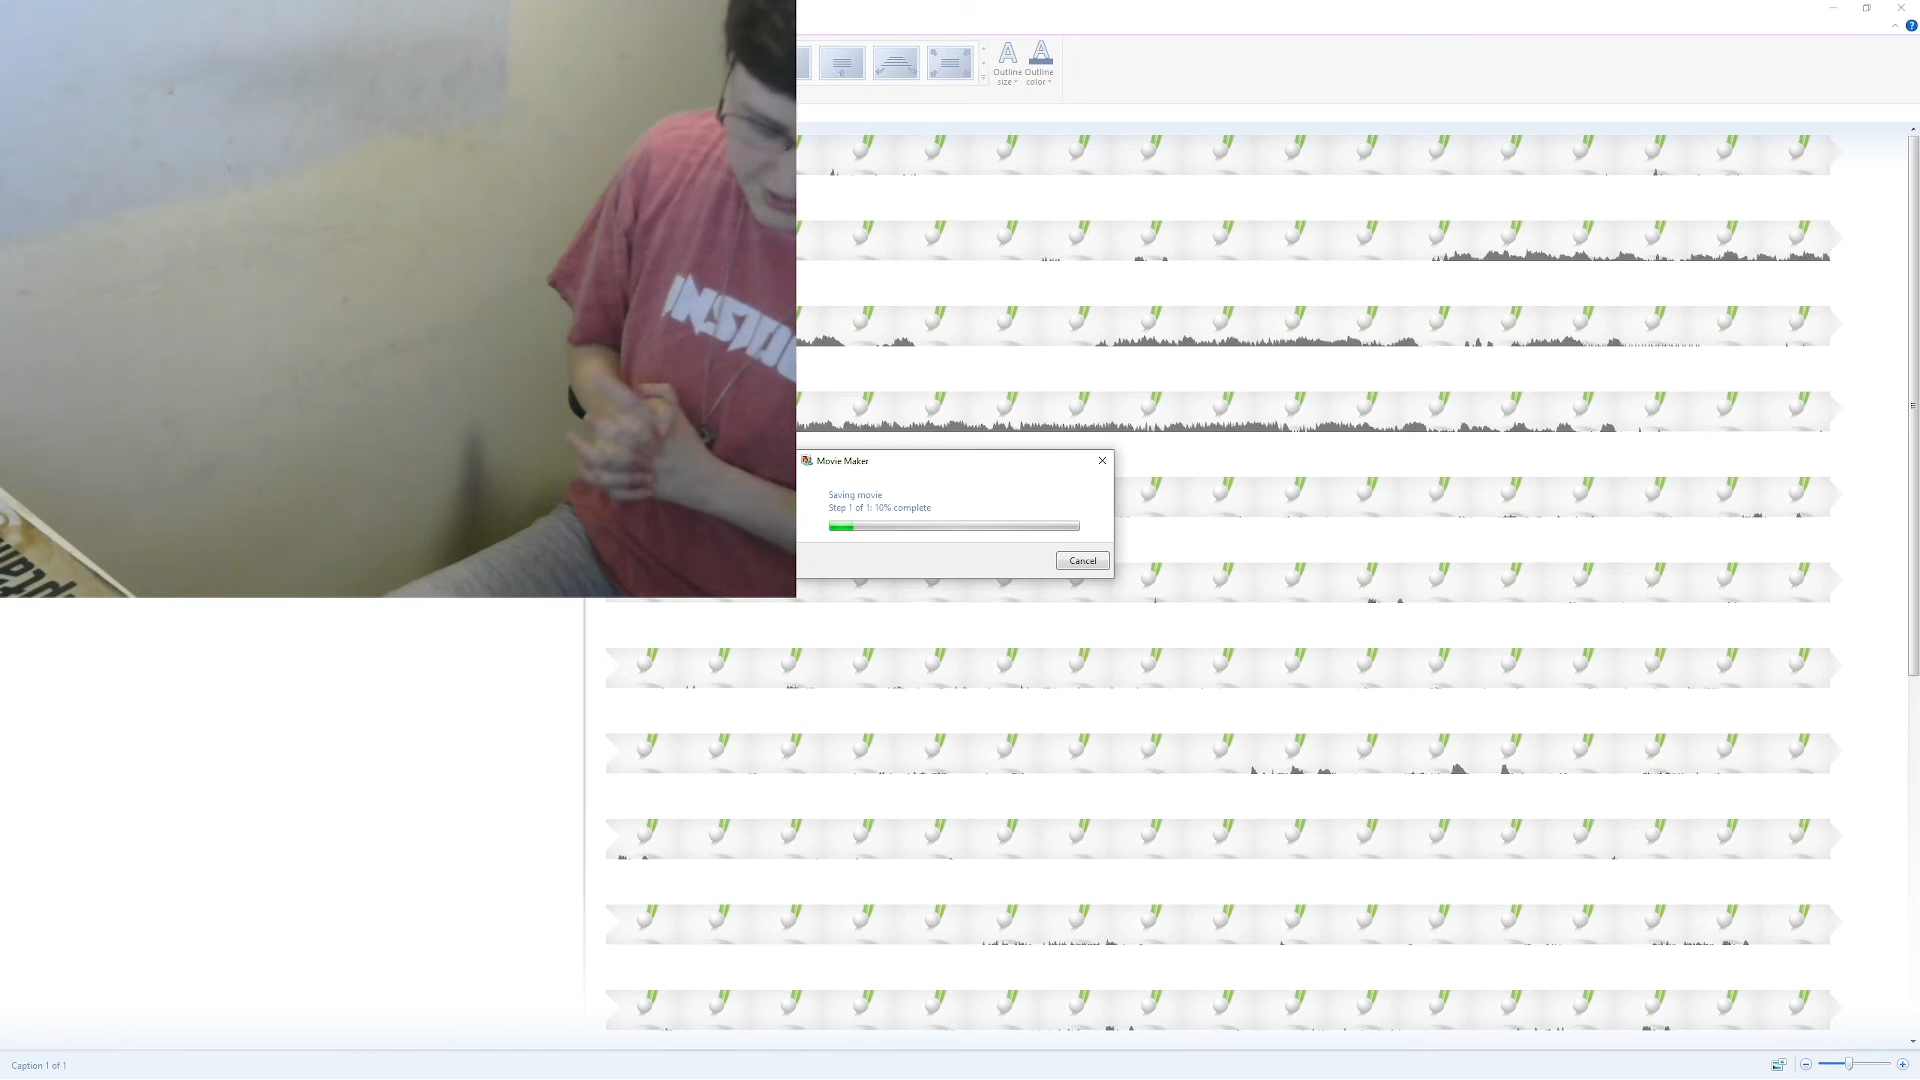 Outline Outline
size color
Movie Maker
Saving movie
Step 1 of 1: 10% complete
Cancel
Caption 1 of 1